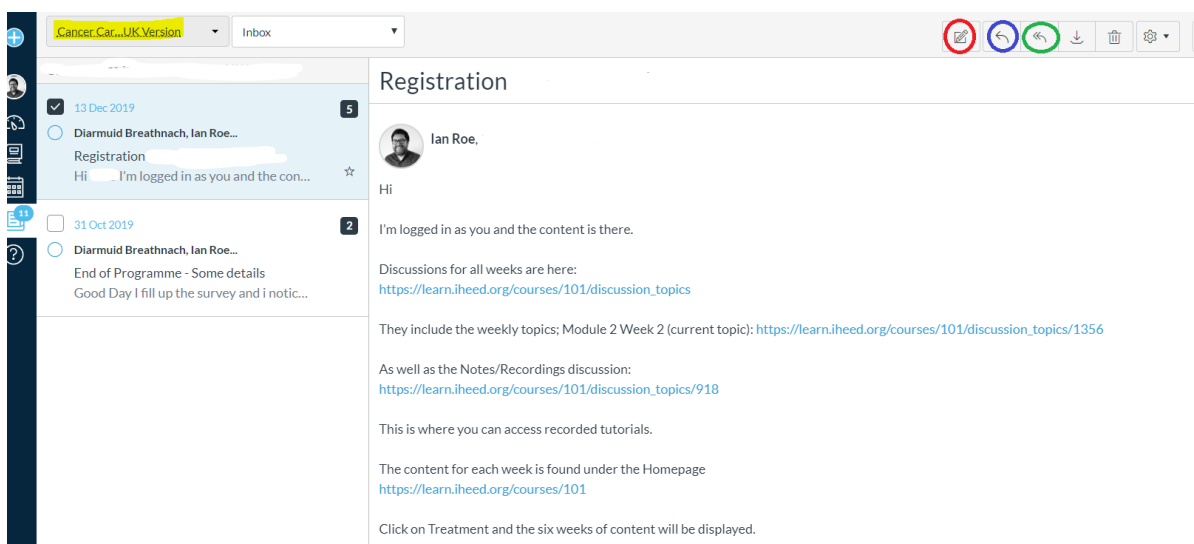 Cancer Car...UK Version
Inbox
Registration
13 Dec 2019
5
Diarmuid Breathnach, Ian Roe...
Registration
Hi I'm logged in as you and the con...
31 Oct 2019
2
Diarmuid Breathnach, Ian Roe...
End of Programme - Some details
Good Day I fill up the survey and i notic...
11
Ian Roe,
Hi
I'm logged in as you and the content is there.
Discussions for all weeks are here:
https://learn.iheed.org/courses/101/discussion_topics
They include the weekly topics; Module 2 Week 2 (current topic): https://learn.iheed.org/courses/101/discussion_topics/1356
As well as the Notes/Recordings discussion:
https://learn.iheed.org/courses/101/discussion_topics/918
This is where you can access recorded tutorials.
The content for each week is found under the Homepage
https://learn.iheed.org/courses/101
Click on Treatment and the six weeks of content will be displayed.